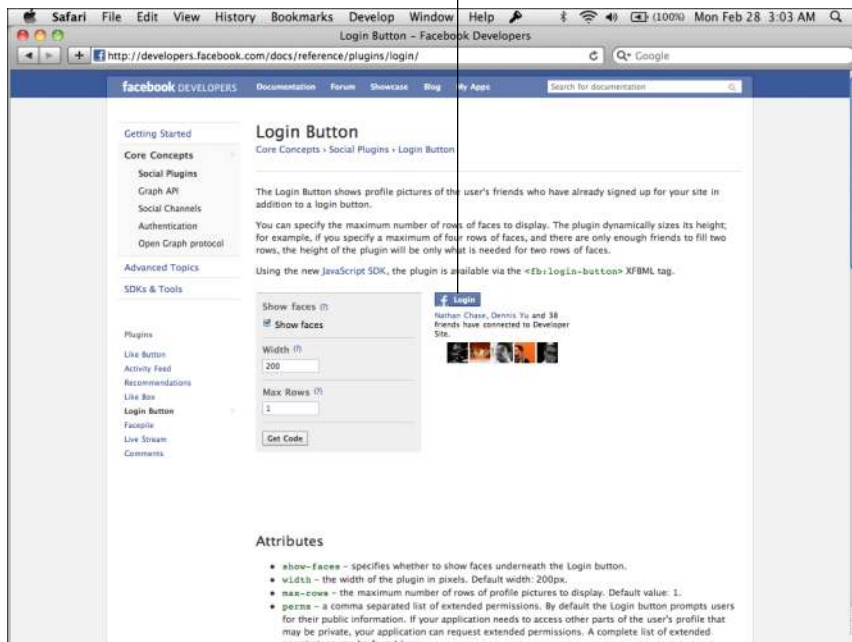 Safari File Edit View History Bookmarks Develop Window Help (100%) Mon Feb 28 3:03 AM
Login Button – Facebook Developers
http://developers.facebook.com/docs/reference/plugins/login/
Google
facebook DEVELOPERS Documentation Forum Showcase Blog My Apps Search for documentation
Getting Started
Core Concepts
Social Plugins
Graph API
Social Channels
Authentication
Open Graph protocol
Advanced Topics
SDKs & Tools
Plugins
Like Button
Activity Feed
Recommendations
Like Box
Login Button
Facepile
Live Stream
Comments
Login Button
Core Concepts › Social Plugins › Login Button
The Login Button shows profile pictures of the user's friends who have already signed up for your site in
addition to a login button.
You can specify the maximum number of rows of faces to display. The plugin dynamically sizes its height;
for example, if you specify a maximum of four rows of faces, and there are only enough friends to fill two
rows, the height of the plugin will be only what is needed for two rows of faces.
Using the new JavaScript SDK, the plugin is available via the <fb:login-button> XFBML tag.
Show faces (?)
Show faces
Width (?)
200
Max Rows (?)
1
Get Code
f Login
Nathan Chase, Dennis Yu and 38
friends have connected to Developer
Site.
Attributes
• show-faces – specifies whether to show faces underneath the Login button.
• width – the width of the plugin in pixels. Default width: 200px.
• max-rows – the maximum number of rows of profile pictures to display. Default value: 1.
• perms – a comma separated list of extended permissions. By default the Login button prompts users
for their public information. If your application needs to access other parts of the user's profile that
may be private, your application can request extended permissions. A complete list of extended